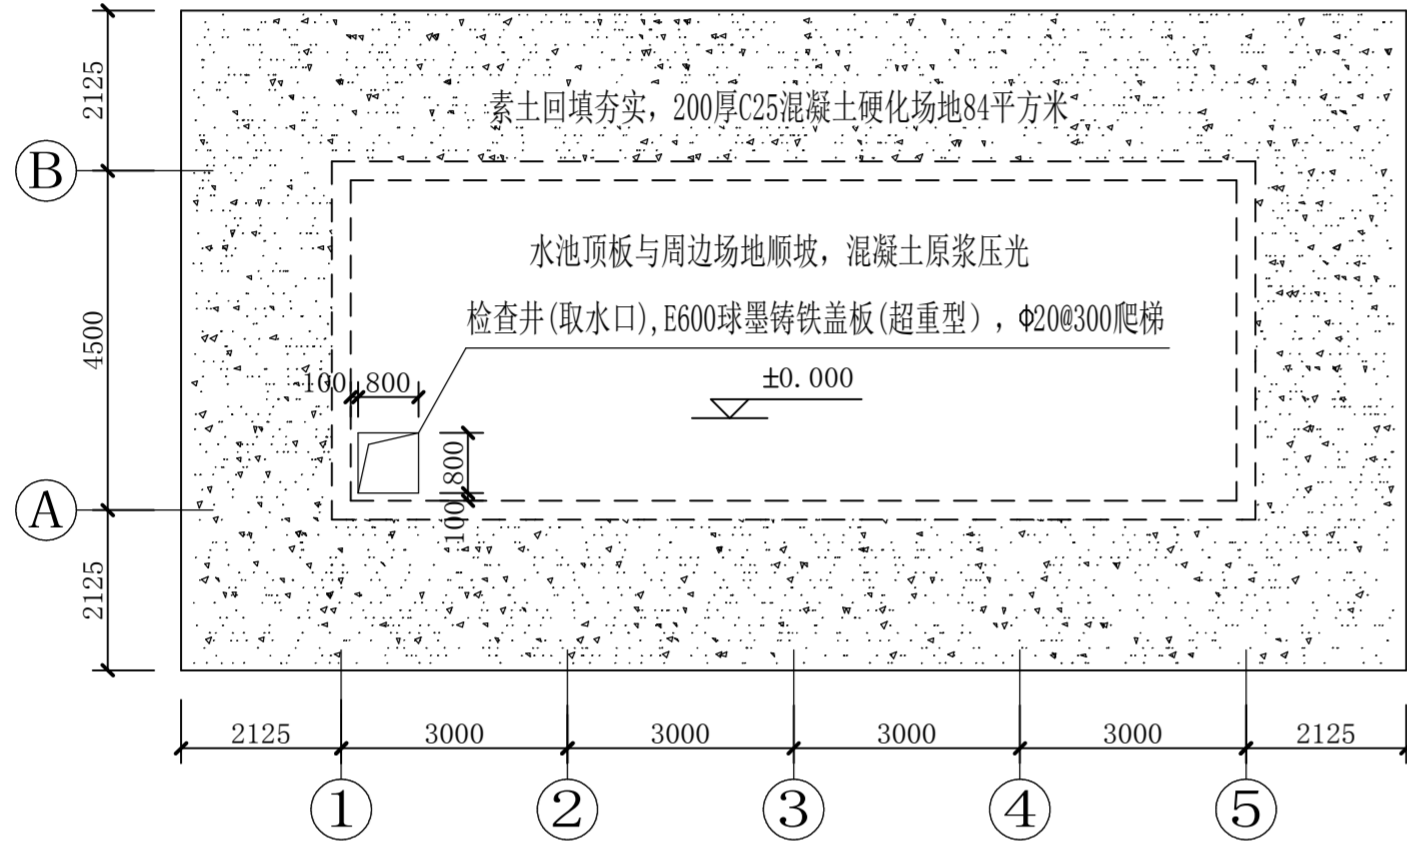 2125
素土回填夯实，200厚C25混凝土硬化场地84平方米
B
水池顶板与周边场地顺坡，混凝土原浆压光
检查井(取水口),E600球墨铸铁盖板(超重型），Φ20@300爬梯
4500
100 800
±0.000
800
100
A
2125
2125 3000 3000 3000 3000 2125
1 2 3 4 5